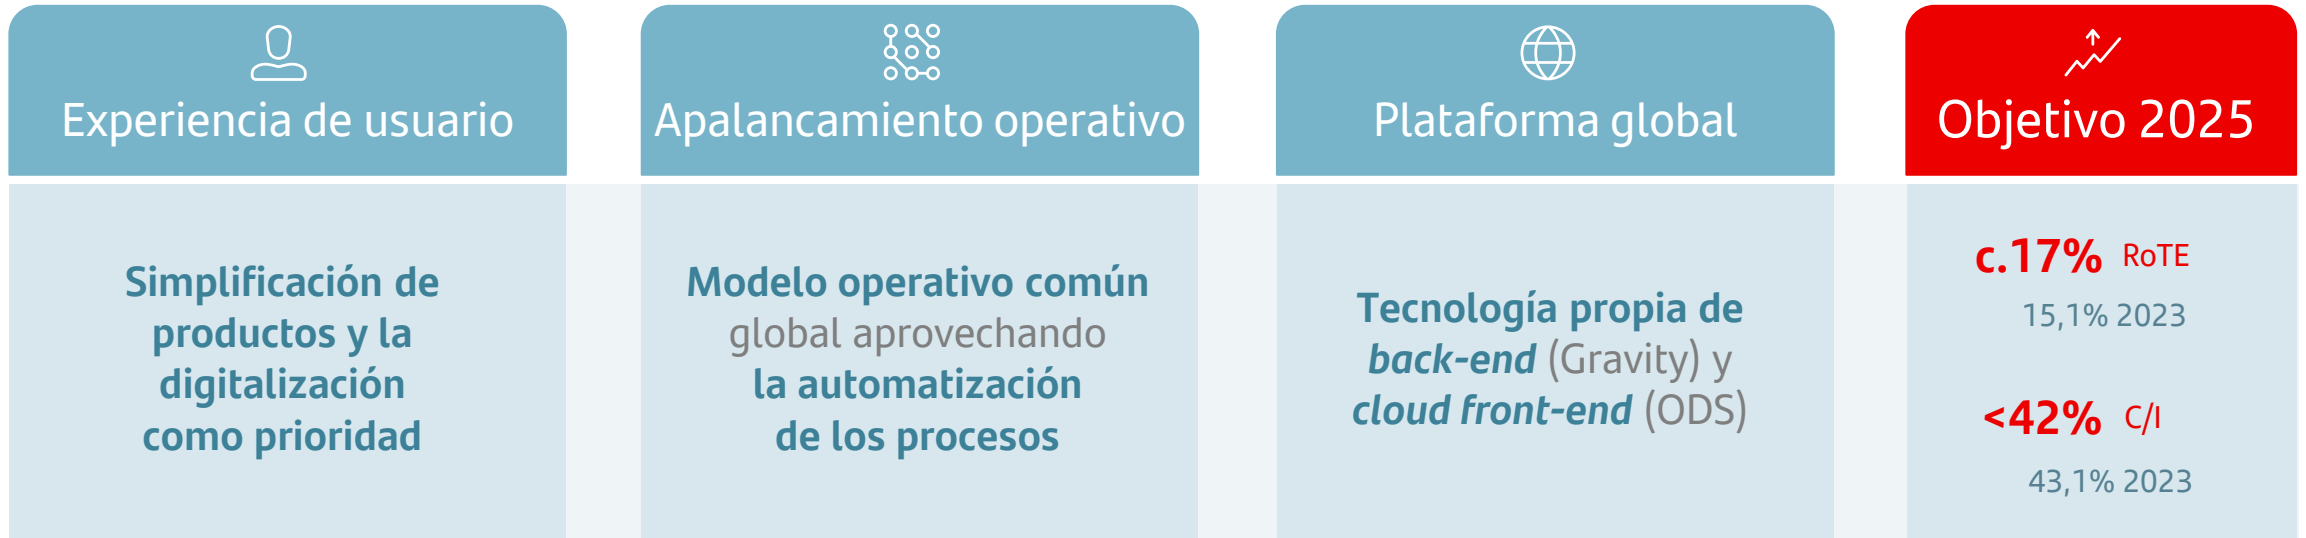 Experiencia de usuario
Simplificación de
productos y la
digitalización
como prioridad
Apalancamiento operativo
Modelo operativo común
global aprovechando
la automatización
de los procesos
Plataforma global
Tecnología propia de
back-end (Gravity) y
cloud front-end (ODS)
Objetivo 2025
c.17% RoTE
15,1% 2023
<42% C/I
43,1% 2023